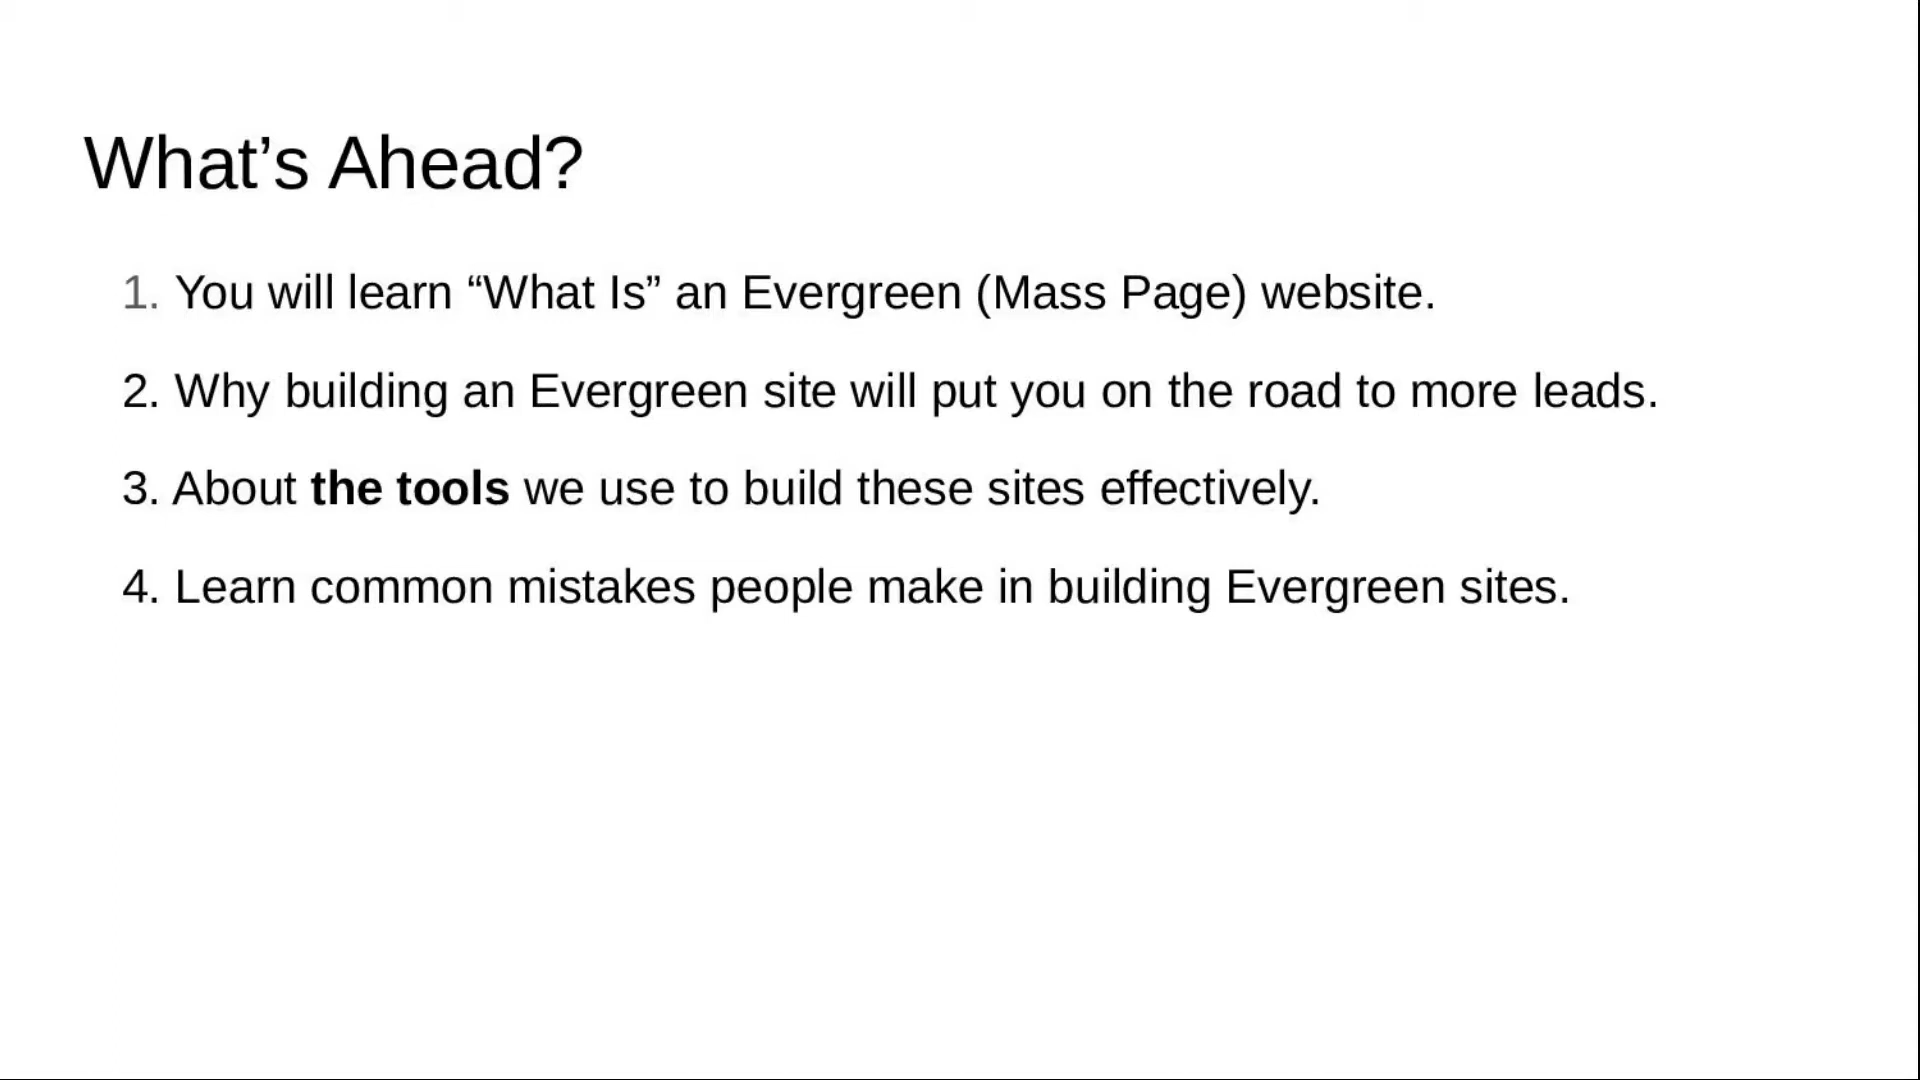 What’s Ahead?
1. You will learn “What Is” an Evergreen (Mass Page) website.
2. Why building an Evergreen site will put you on the road to more leads.
3. About the tools we use to build these sites effectively.
4. Learn common mistakes people make in building Evergreen sites.